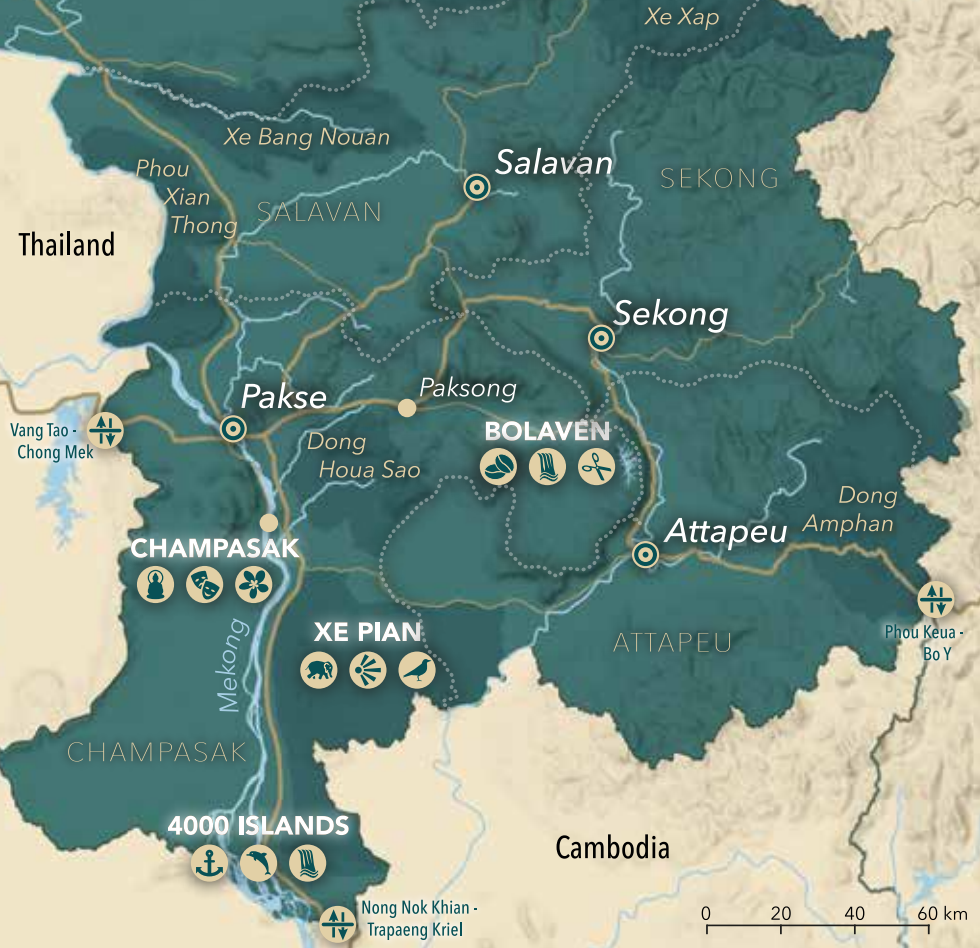 Xe Xap
Xe Bang Nouan
Salavan
Phou
Xian
Thong
SEKONG
SALAVAN
Thailand
Sekong
Pakse
Paksong
Vang Tao -
Chong Mek
BOLAVEN
Dong
Houa Sao
Dong
Amphan
Attapeu
CHAMPASAK
Phou Keua -
Bo Y
XE PIAN
ATTAPEU
Mekong
CHAMPASAK
4000 ISLANDS
Cambodia
Nong Nok Khian -
Trapaeng Kriel
0 20 40 60 km